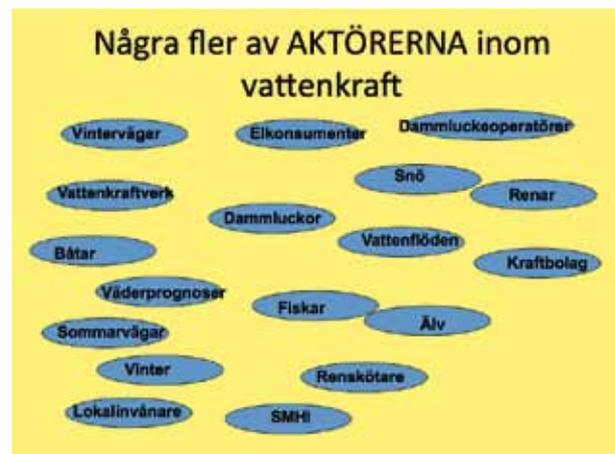 Några fler av AKTÖRERNA inom
vattenkraft
Vintervägar
Elkonsumenter
Dammluckeoperatörer
Snö
Vattenkraftverk
Renar
Dammluckor
Vattenflöden
Båtar
Kraftbolag
Väderprognoser
Fiskar
Älv
Sommarvägar
Vinter
Renskötare
Lokalinvånare
SMHI